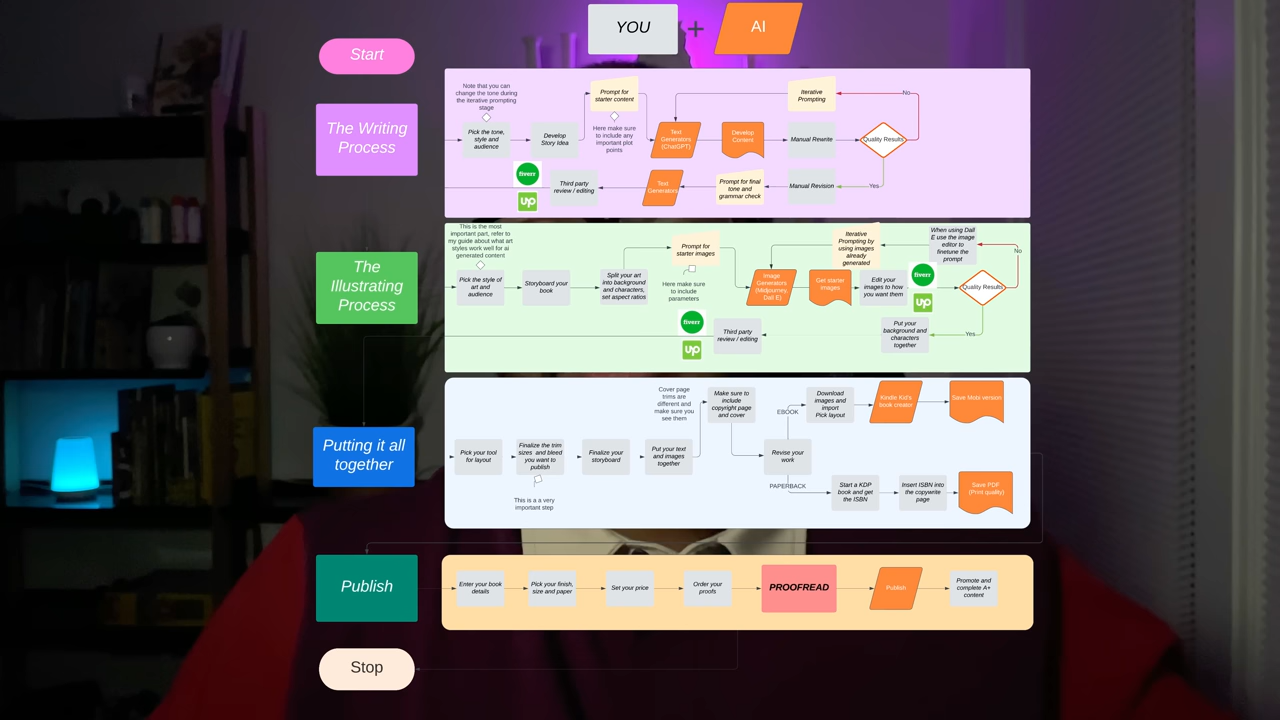 YOU
+
AI
Start
The Writing
Process
Note that you can
change the tone during
the iterative prompting
stage
Pick the tone,
style and
audience
Develop
Story Idea
Prompt for
starter content
Here make sure
to include any
important plot
points
Text
Generators
(ChatGPT)
Develop
Content
Iterative
Prompting
Manual Rewrite
Quality Results
No
Yes
Manual Revision
Prompt for final
tone and
grammar check
Text
Generators
Third party
review / editing
fiverr
up
The
Illustrating
Process
This is the most
important part, refer to
my guide about what art
styles work well for ai
generated content
Pick the style of
art and
audience
Storyboard your
book
Split your art
into background
and characters,
set aspect ratios
Prompt for
starter images
Here make sure
to include
parameters
Image
Generators
(Midjourney,
Dall E)
Get starter
images
Iterative
Prompting by
using images
already
generated
Edit your
images to how
you want them
fiverr
up
When using Dall
E use the image
editor to
finetune the
prompt
Quality Results
No
Yes
Put your
background and
characters
together
Third party
review / editing
fiverr
up
Putting it all
together
Pick your tool
for layout
Finalize the trim
sizes and bleed
you want to
publish
This is a a very
important step
Finalize your
storyboard
Put your text
and images
together
Cover page
trims are
different and
make sure you
see them
Make sure to
include
copyright page
and cover
Revise your
work
EBOOK
Download
images and
import
Pick layout
Kindle Kid's
book creator
Save Mobi version
PAPERBACK
Start a KDP
book and get
the ISBN
Insert ISBN into
the copywrite
page
Save PDF
(Print quality)
Publish
Enter your book
details
Pick your finish,
size and paper
Set your price
Order your
proofs
PROOFREAD
Publish
Promote and
complete A+
content
Stop